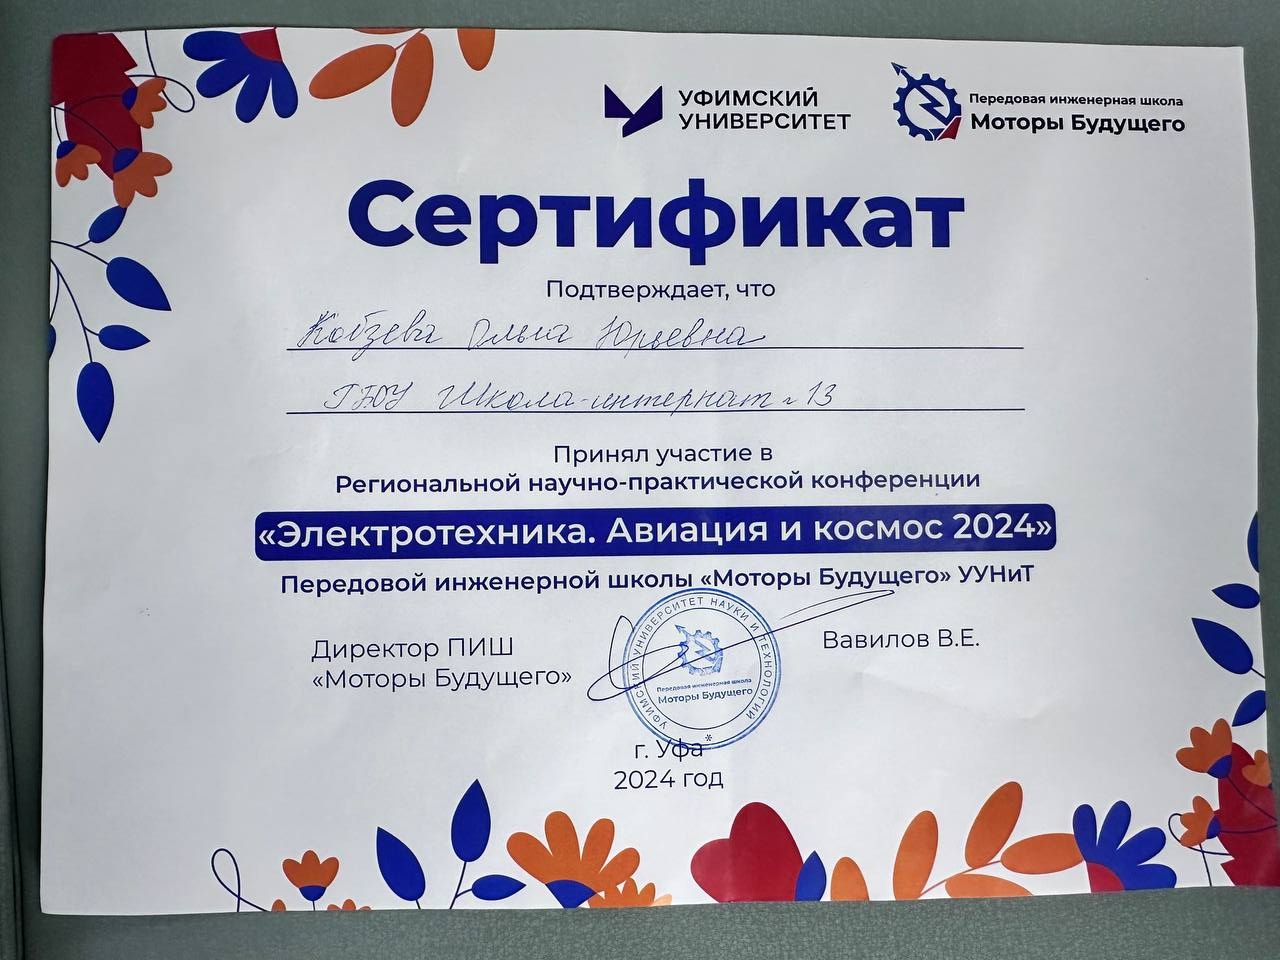 УФИМСКИЙ
УНИВЕРСИТЕТ
Передовая инженерная школа
Моторы Будущего
Сертификат
Подтверждает, что
Кобзева Ольга Юрьевна
ГБОУ Школа-интернат г 13
Принял участие в
Региональной научно-практической конференции
«Электротехника. Авиация и космос 2024»
Передовой инженерной школы «Моторы Будущего» УУНиТ
Директор ПИШ
«Моторы Будущего»
УФИМСКИЙ УНИВЕРСИТЕТ НАУКИ И ТЕХНОЛОГИЙ
Передовая инженерная школа
Моторы Будущего
Вавилов В.Е.
г. Уфа
2024 год